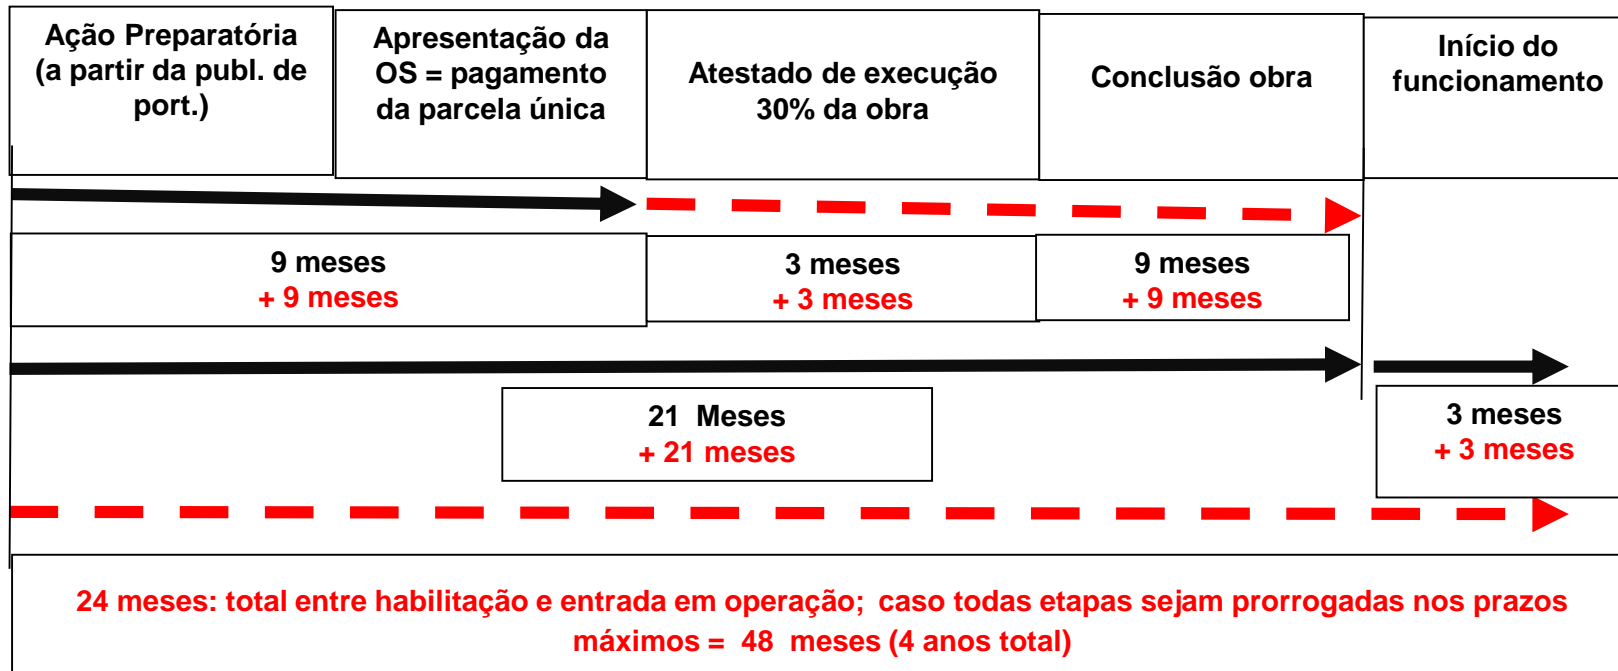 Ação Preparatória
(a partir da publ. de
port.)
Apresentação da
OS = pagamento
da parcela única
Atestado de execução
30% da obra
Conclusão obra
Início do
funcionamento
9 meses
+ 9 meses
3 meses
+ 3 meses
9 meses
+ 9 meses
21 Meses
+ 21 meses
3 meses
+ 3 meses
24 meses: total entre habilitação e entrada em operação; caso todas etapas sejam prorrogadas nos prazos
máximos = 48 meses (4 anos total)